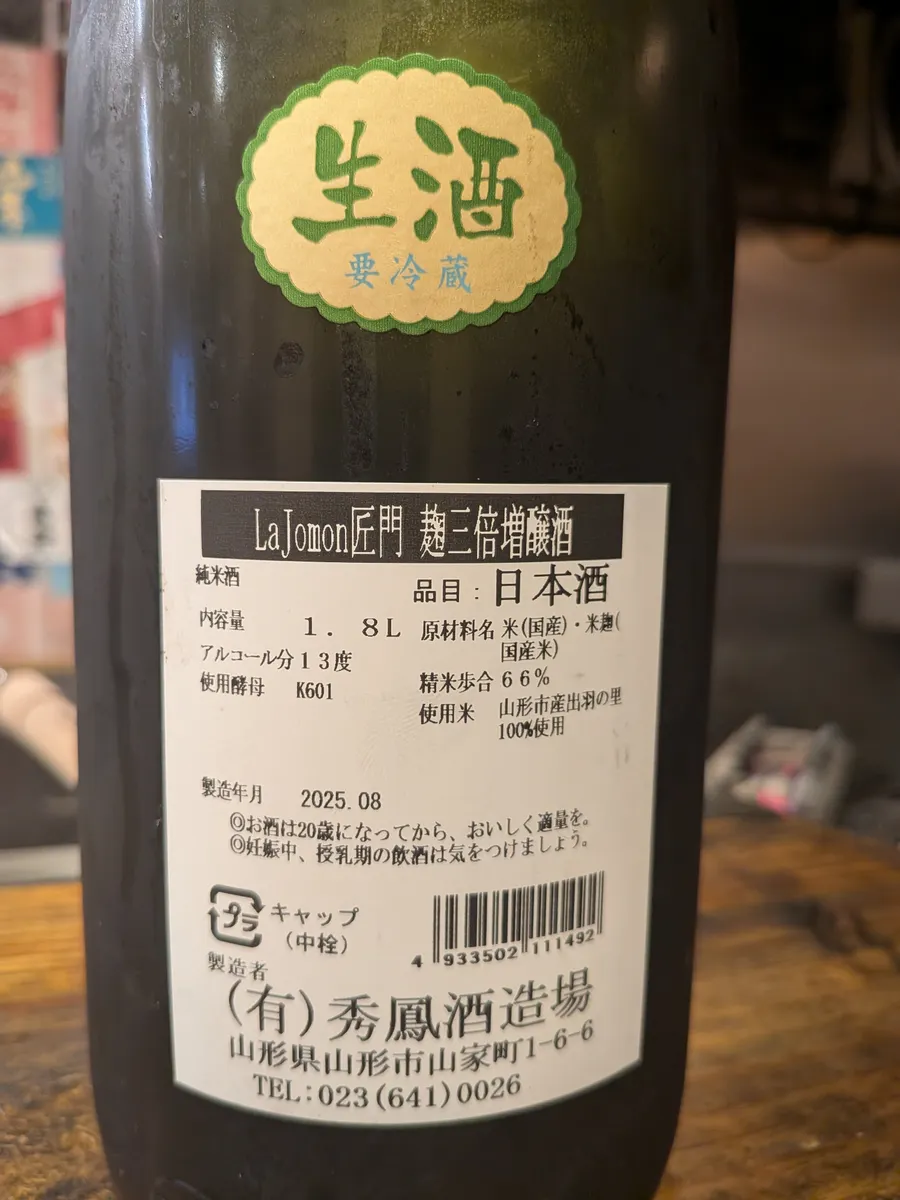 生酒
要冷蔵
LaJomon匠門 麹三倍増醸酒
純米酒
品目：日本酒
内容量 1．8L
原材料名 米(国産)・米麹(
国産米)
アルコール分13度
精米歩合 66%
使用酵母 K601
使用米 山形市産出羽の里
100%使用
製造年月 2025.08
◎お酒は20歳になってから、おいしく適量を。
◎妊娠中、授乳期の飲酒は気をつけましょう。
プラ
キャップ
(中栓)
4 933502 111492
製造者
(有)秀鳳酒造場
山形県山形市山家町1-6-6
TEL:023(641)0026